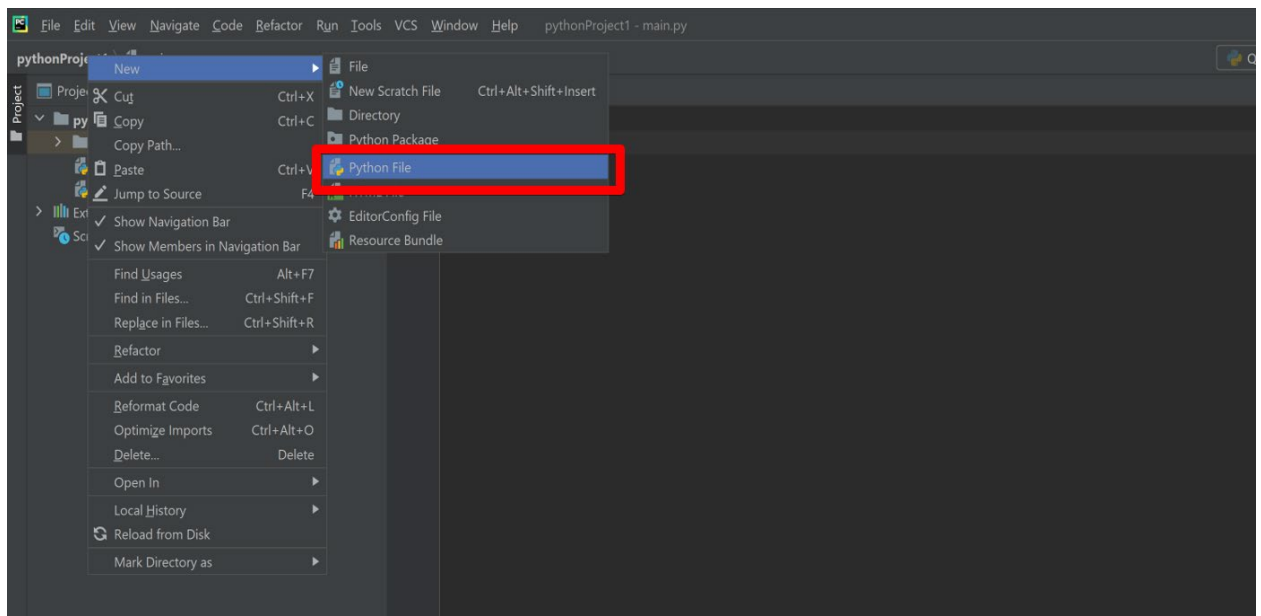 File Edit View Navigate Code Refactor Run Tools VCS Window Help pythonProject1 - main.py
Project
New
Cut Ctrl+X
Copy Ctrl+C
Copy Path...
Paste Ctrl+V
Jump to Source F4
Show Navigation Bar
Show Members in Navigation Bar
Find Usages Alt+F7
Find in Files... Ctrl+Shift+F
Replace in Files... Ctrl+Shift+R
Refactor
Add to Favorites
Reformat Code Ctrl+Alt+L
Optimize Imports Ctrl+Alt+O
Delete... Delete
Open In
Local History
Reload from Disk
Mark Directory as
File
New Scratch File Ctrl+Alt+Shift+Insert
Directory
Python Package
Python File
EditorConfig File
Resource Bundle